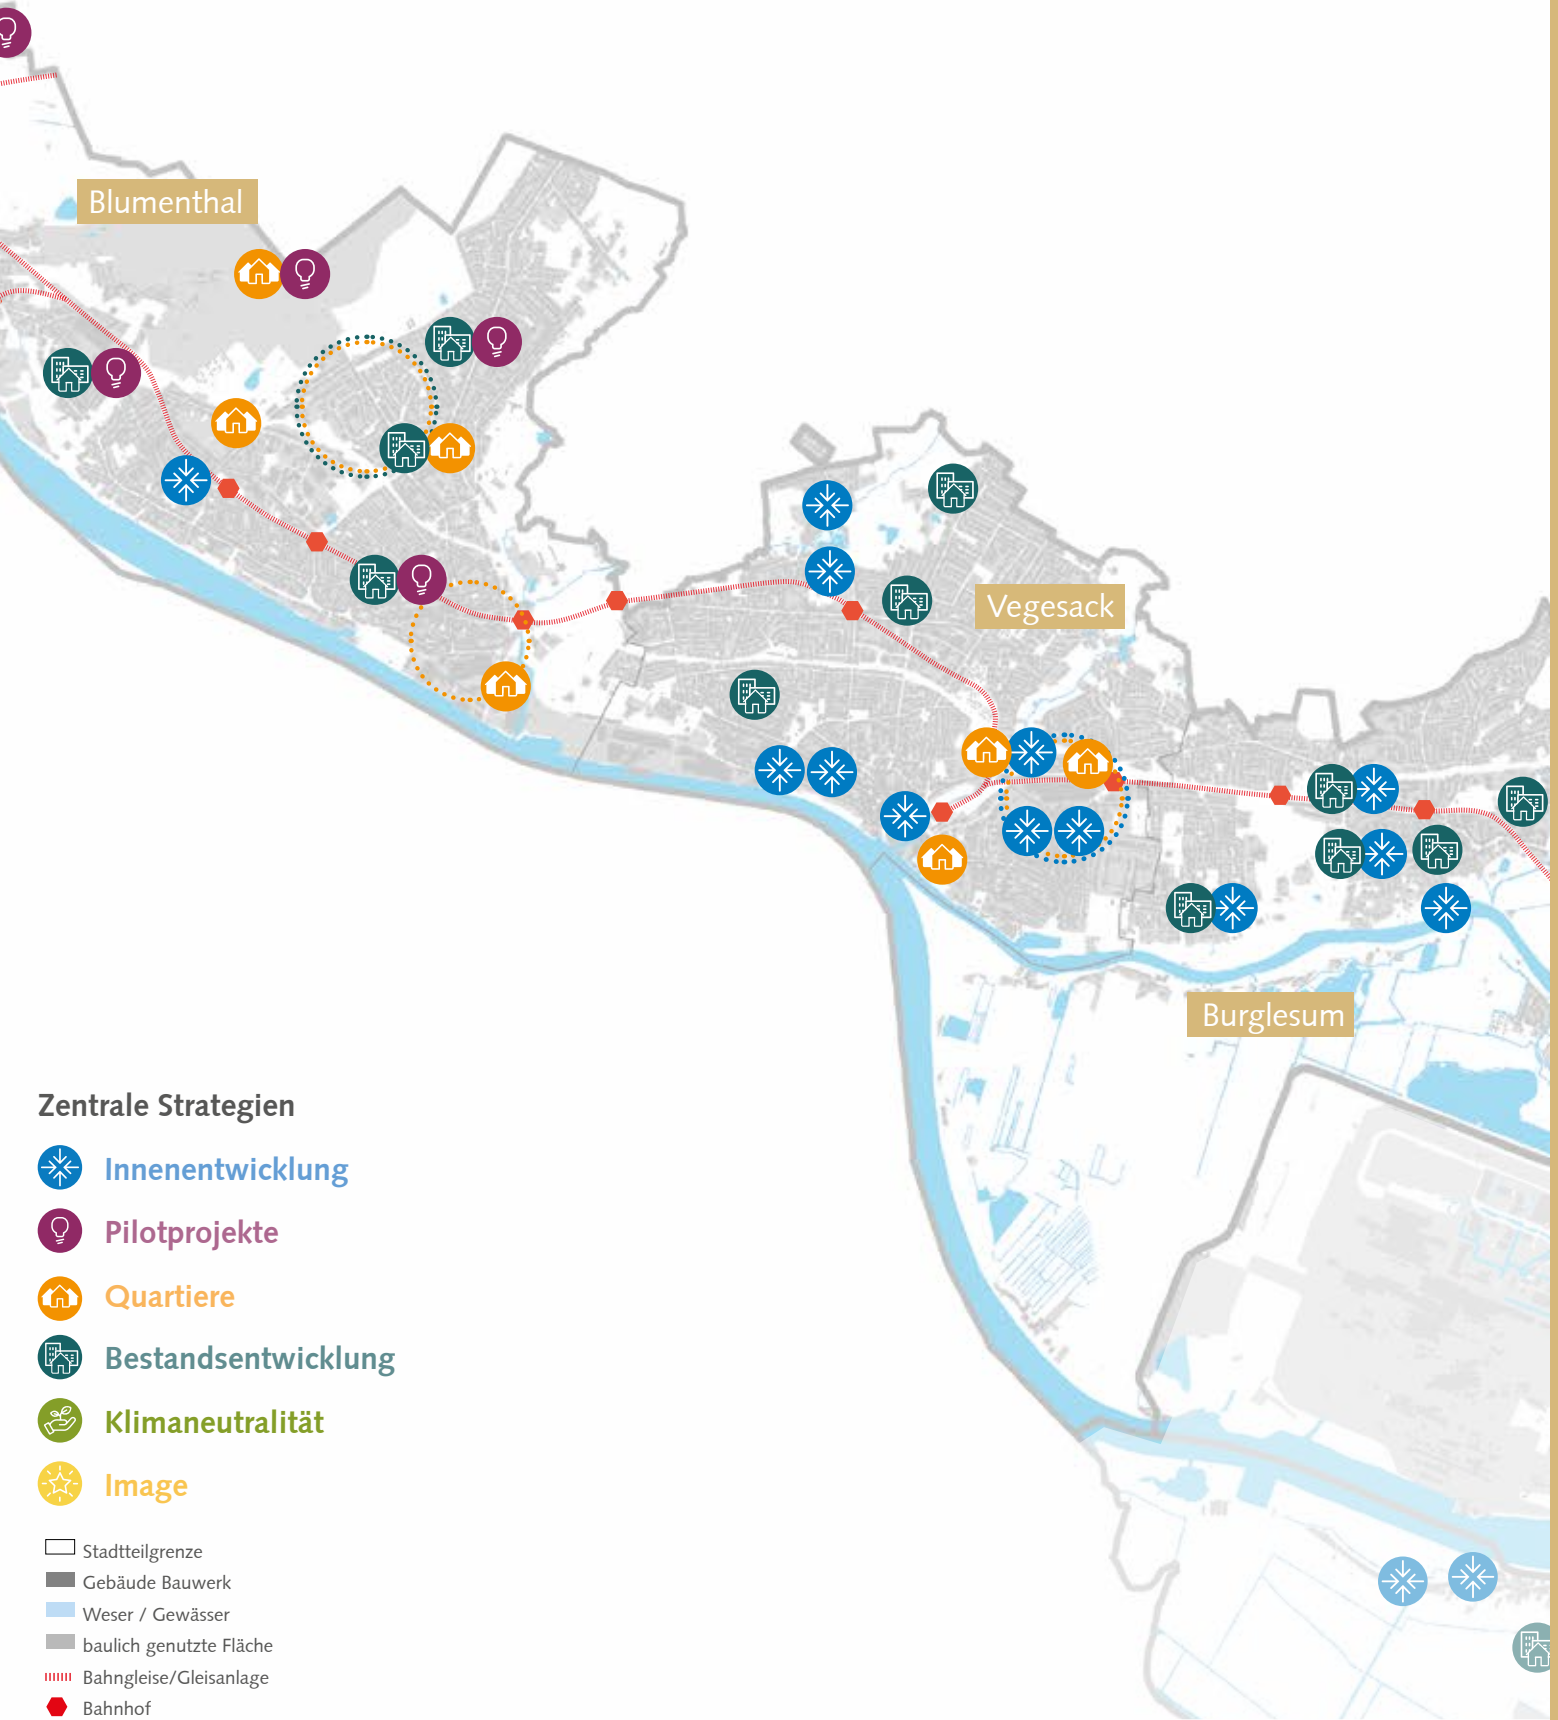 Blumenthal
Vegesack
Burglesum
Zentrale Strategien
Innenentwicklung
Pilotprojekte
Quartiere
Bestandsentwicklung
Klimaneutralität
Image
Stadtteilgrenze
Gebäude Bauwerk
Weser / Gewässer
baulich genutzte Fläche
Bahngleise/Gleisanlage
Bahnhof